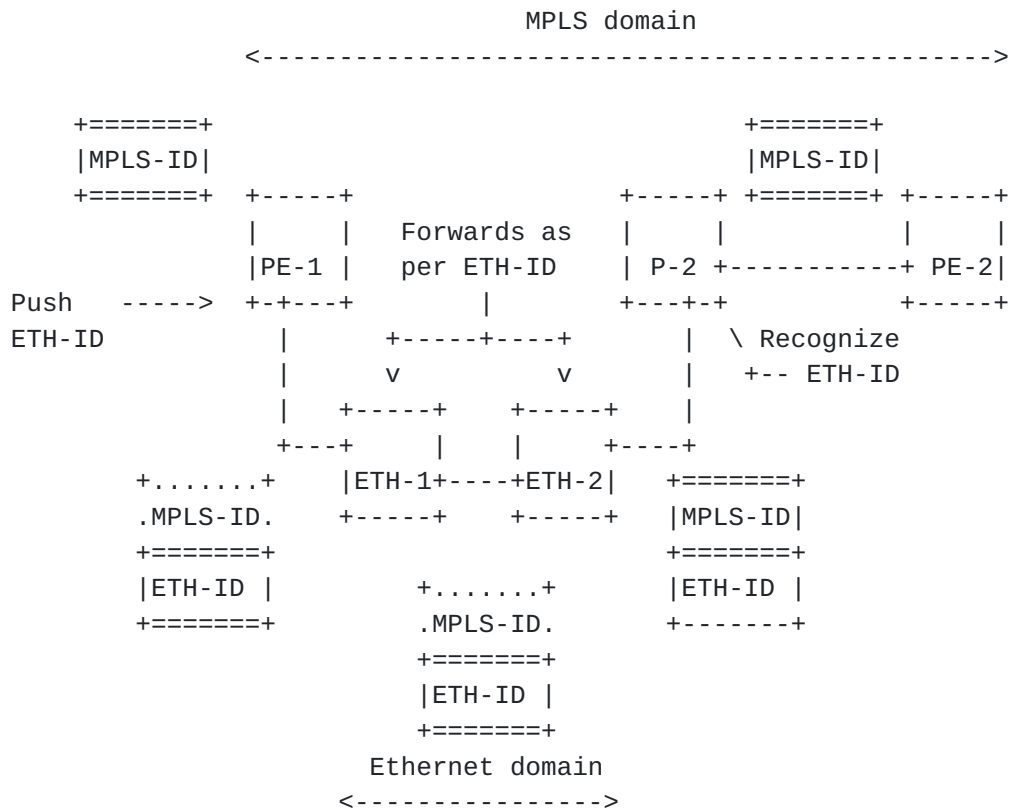 MPLS domain
               <----------------------------------------------->

    +=======+                                  +=======+
    |MPLS-ID|                                  |MPLS-ID|
    +=======+  +-----+                 +-----+ +=======+ +-----+
               |     |   Forwards as   |     |           |     |
               |PE-1 |   per ETH-ID    | P-2 +-----------+ PE-2|
Push   ----->  +-+---+        |        +---+-+           +-----+
ETH-ID           |      +-----+----+       |  \ Recognize
                 |      v          v       |   +-- ETH-ID
                 |   +-----+    +-----+    |
                 +---+     |    |     +----+
        +.......+    |ETH-1+----+ETH-2|   +=======+
        .MPLS-ID.    +-----+    +-----+   |MPLS-ID|
        +=======+                         +=======+
        |ETH-ID |         +.......+       |ETH-ID |
        +=======+         .MPLS-ID.       +-------+
                          +=======+
                          |ETH-ID |
                          +=======+
                       Ethernet domain
                     <---------------->